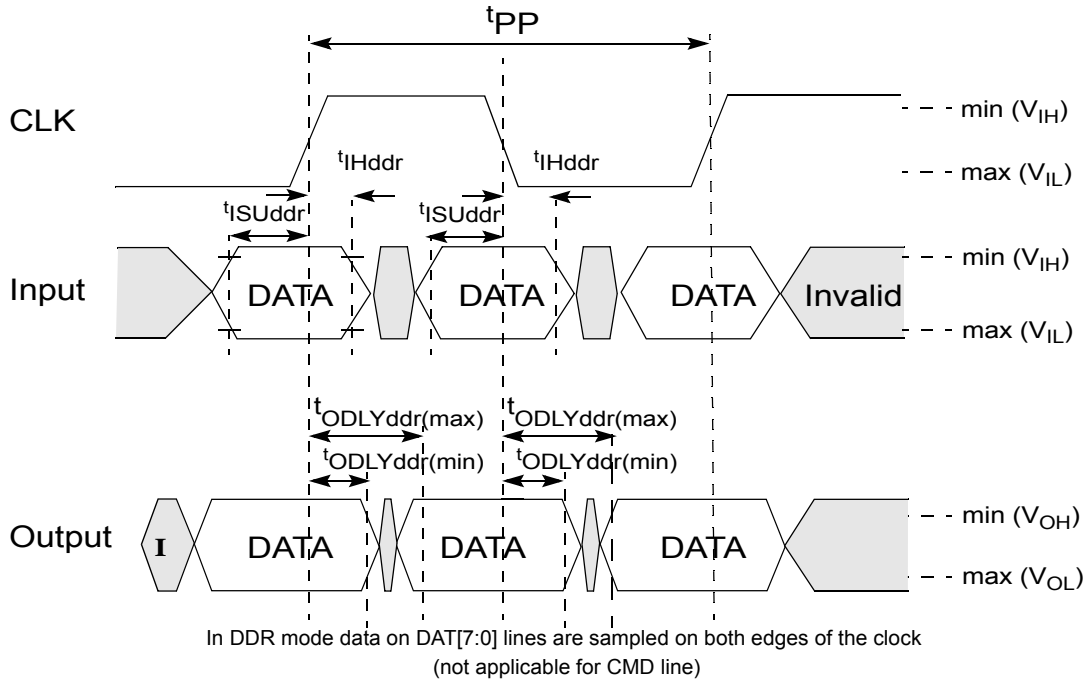 tPP
CLK
min (VIH)
max (VIL)
tIHddr
tIHddr
tISUddr
tISUddr
Input
DATA
DATA
DATA
Invalid
min (VIH)
max (VIL)
tODLYddr(max)
tODLYddr(max)
tODLYddr(min)
tODLYddr(min)
Output
I
DATA
DATA
DATA
min (VOH)
max (VOL)
In DDR mode data on DAT[7:0] lines are sampled on both edges of the clock
(not applicable for CMD line)